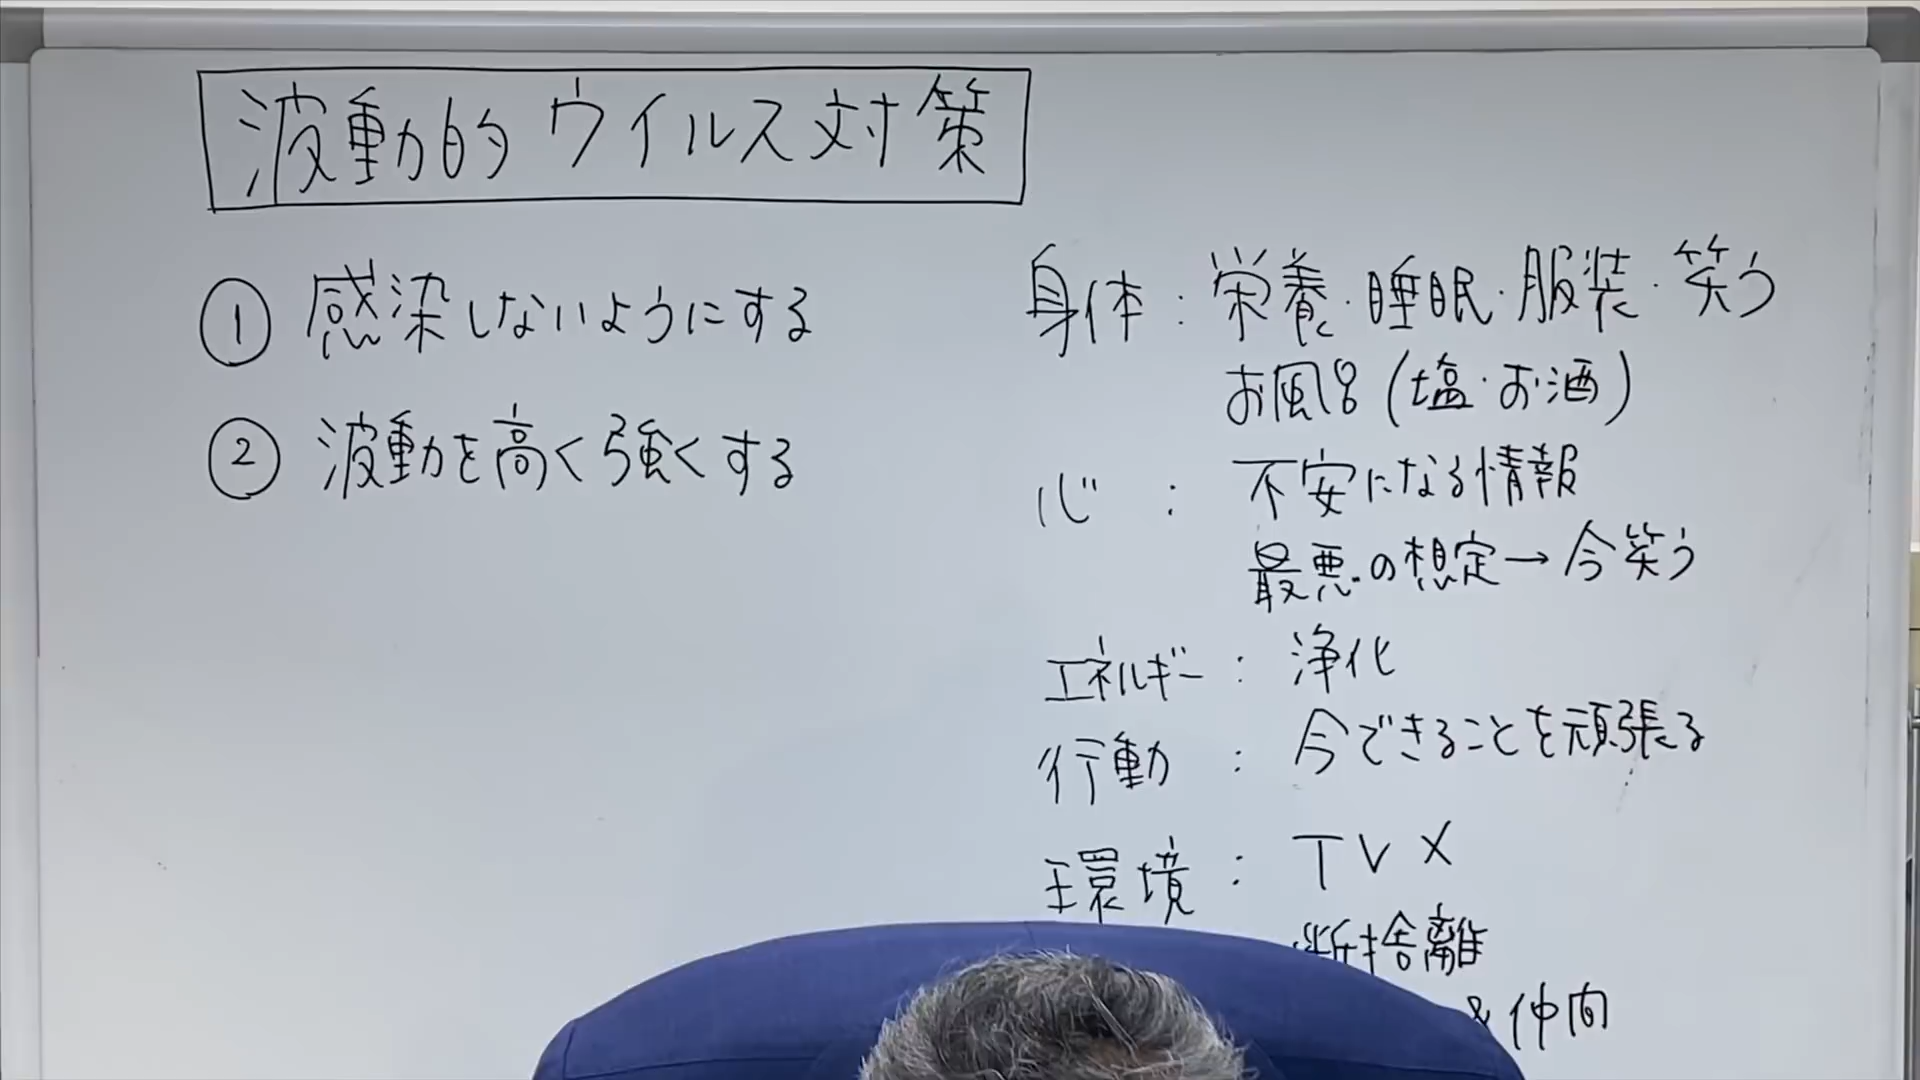 波動的ウイルス対策
① 感染しないようにする
② 波動を高く強くする
身体：栄養・睡眠・服装・笑う
お風呂（塩・お酒）
心：不安になる情報
最悪の想定→今笑う
エネルギー：浄化
行動：今できることを頑張る
環境：TV×
断捨離
&仲間